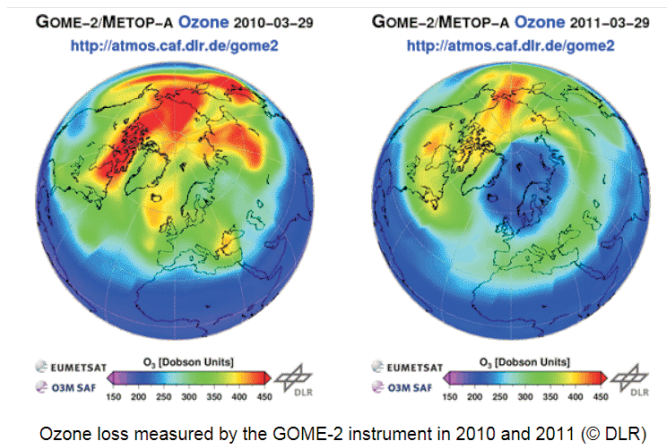 GOME-2/METOP-A Ozone 2010-03-29
http://atmos.caf.dlr.de/gome2
EUMETSAT
O3M SAF
O₃ [Dobson Units]
150 200 250 300 350 400 450
DLR
GOME-2/METOP-A Ozone 2011-03-29
http://atmos.caf.dlr.de/gome2
EUMETSAT
O3M SAF
O₃ [Dobson Units]
150 200 250 300 350 400 450
DLR
Ozone loss measured by the GOME-2 instrument in 2010 and 2011 (© DLR)